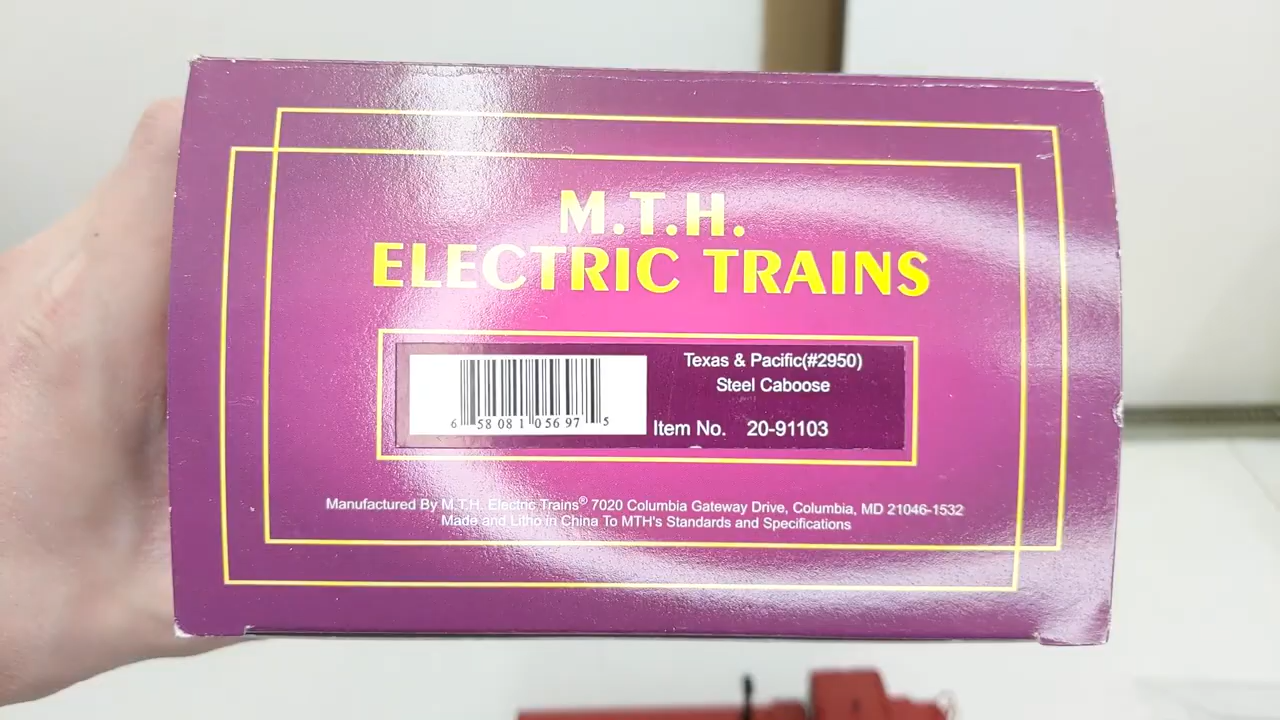 M.T.H.
ELECTRIC TRAINS
Texas & Pacific(#2950)
Steel Caboose
6 58081 05697 5
Item No. 20-91103
Manufactured By M.T.H. Electric Trains® 7020 Columbia Gateway Drive, Columbia, MD 21046-1532
Made and Litho in China To MTH's Standards and Specifications